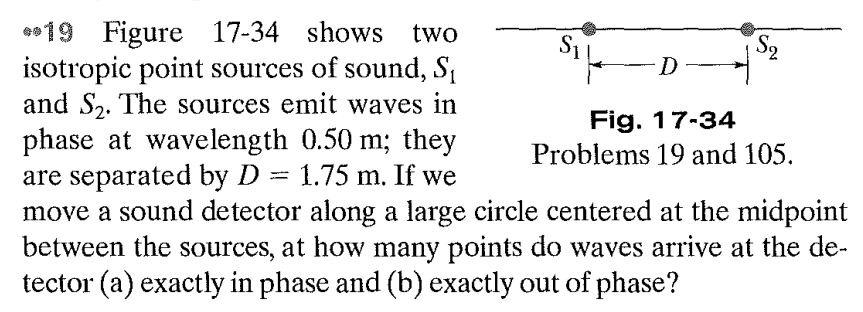 ••19 Figure 17-34 shows two
isotropic point sources of sound, S₁
and S₂. The sources emit waves in
phase at wavelength 0.50 m; they
are separated by D = 1.75 m. If we
move a sound detector along a large circle centered at the midpoint
between the sources, at how many points do waves arrive at the de-
tector (a) exactly in phase and (b) exactly out of phase?
S₁
D
S₂
Fig. 17-34
Problems 19 and 105.